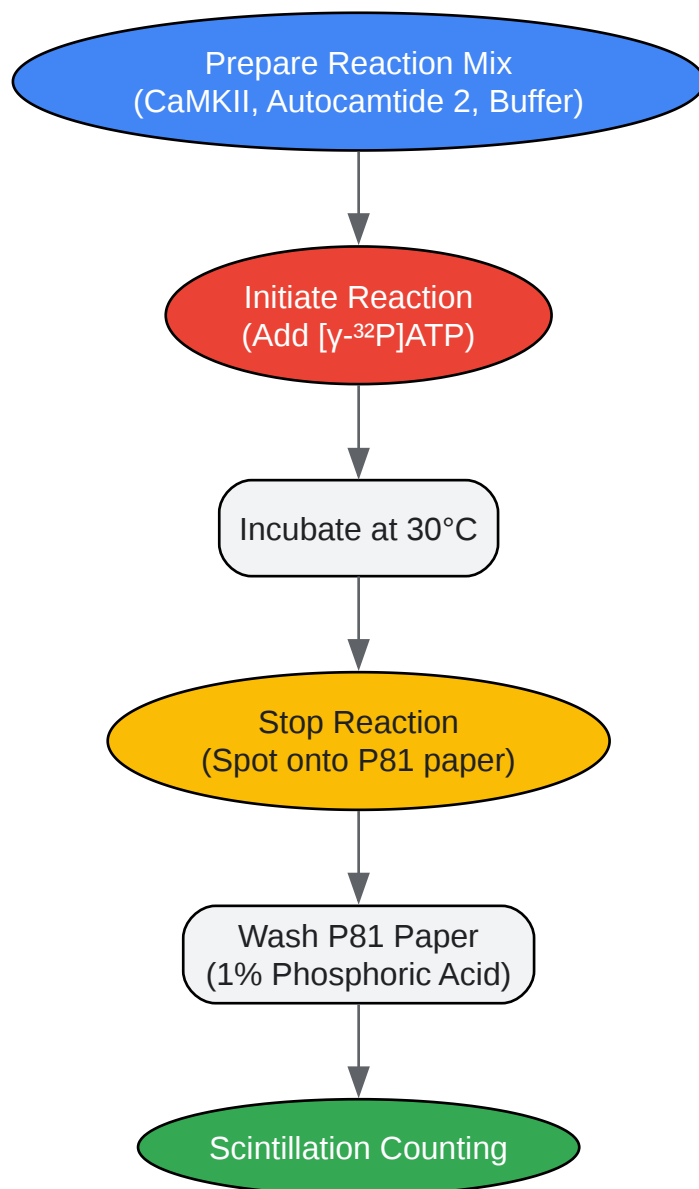 Prepare Reaction Mix
(CaMKII, Autocamtide 2, Buffer)
Initiate Reaction
(Add [γ-³²P]ATP)
Incubate at 30°C
Stop Reaction
(Spot onto P81 paper)
Wash P81 Paper
(1% Phosphoric Acid)
Scintillation Counting